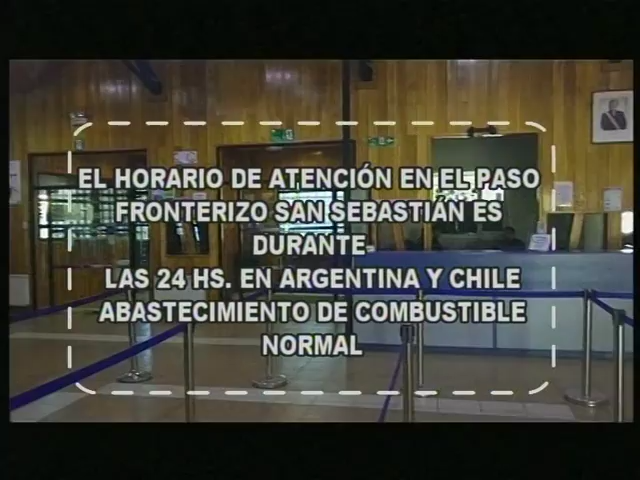 EL HORARIO DE ATENCIÓN EN EL PASO
FRONTERIZO SAN SEBASTIÁN ES
DURANTE
LAS 24 HS. EN ARGENTINA Y CHILE
ABASTECIMIENTO DE COMBUSTIBLE
NORMAL